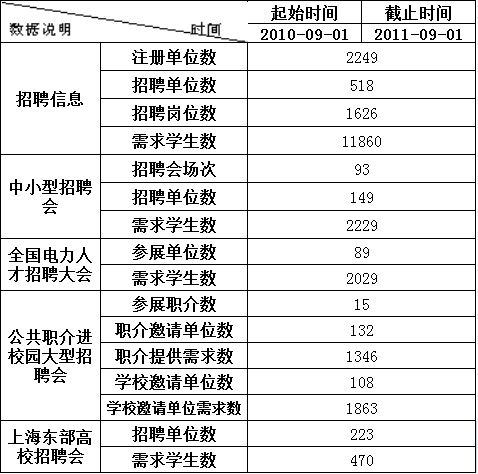 数据说明 时间 起始时间 截止时间
2010-09-01 2011-09-01
招聘信息 注册单位数 2249
招聘单位数 518
招聘岗位数 1626
需求学生数 11860
中小型招聘会 招聘会场次 93
招聘单位数 149
需求学生数 2229
全国电力人才招聘大会 参展单位数 89
需求学生数 2029
公共职介进校园大型招聘会 参展职介数 15
职介邀请单位数 132
职介提供需求数 1346
学校邀请单位数 108
学校邀请单位需求数 1863
上海东部高校招聘会 招聘单位数 223
需求学生数 470